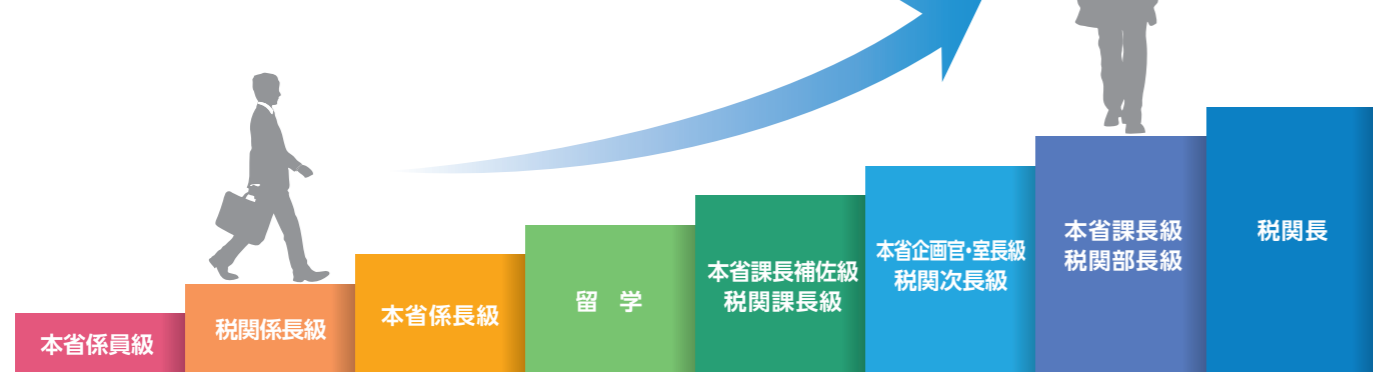 本省係員級
税関係長級
本省係長級
留　学
本省課長補佐級
税関課長級
本省企画官・室長級
税関次長級
本省課長級
税関部長級
税関長